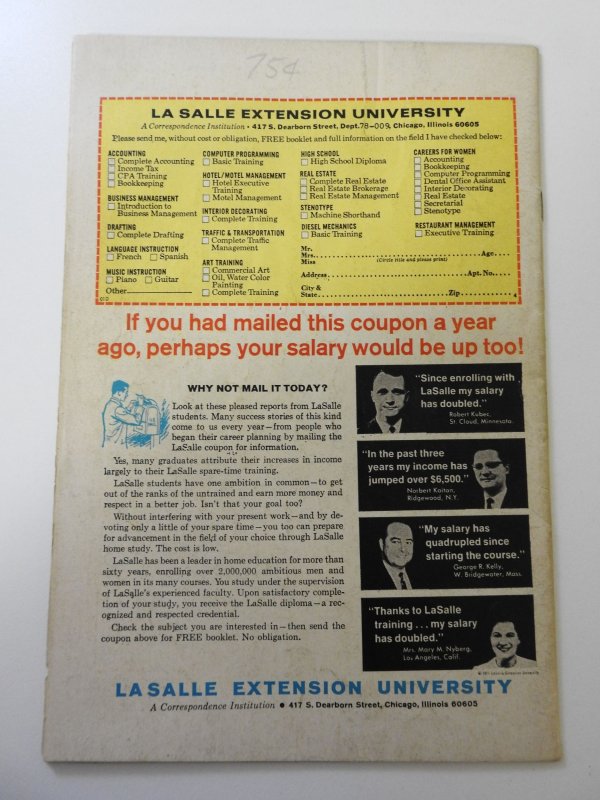 75¢
LA SALLE EXTENSION UNIVERSITY
A Correspondence Institution • 417 S. Dearborn Street, Dept. 78-009, Chicago, Illinois 60605
Please send me, without cost or obligation, FREE booklet and full information on the field I have checked below:
ACCOUNTING
Complete Accounting
Income Tax
CPA Training
Bookkeeping
BUSINESS MANAGEMENT
Introduction to
Business Management
DRAFTING
Complete Drafting
LANGUAGE INSTRUCTION
French Spanish
MUSIC INSTRUCTION
Piano Guitar
Other
010
COMPUTER PROGRAMMING
Basic Training
HOTEL/MOTEL MANAGEMENT
Hotel Executive
Training
Motel Management
INTERIOR DECORATING
Complete Training
TRAFFIC & TRANSPORTATION
Complete Traffic
Management
ART TRAINING
Commercial Art
Oil, Water Color
Painting
Complete Training
HIGH SCHOOL
High School Diploma
REAL ESTATE
Complete Real Estate
Real Estate Brokerage
Real Estate Management
STENOTYPE
Machine Shorthand
DIESEL MECHANICS
Basic Training
CAREERS FOR WOMEN
Accounting
Bookkeeping
Computer Programming
Dental Office Assistant
Interior Decorating
Real Estate
Secretarial
Stenotype
RESTAURANT MANAGEMENT
Executive Training
Mr.
Mrs. Age
Miss (Circle title and please print)
Address Apt. No.
City &
State Zip 4
If you had mailed this coupon a year
ago, perhaps your salary would be up too!
WHY NOT MAIL IT TODAY?
Look at these pleased reports from LaSalle
students. Many success stories of this kind
come to us every year—from people who
began their career planning by mailing the
LaSalle coupon for information.
Yes, many graduates attribute their increases in income
largely to their LaSalle spare-time training.
LaSalle students have one ambition in common—to get
out of the ranks of the untrained and earn more money and
respect in a better job. Isn't that your goal too?
Without interfering with your present work—and by de-
voting only a little of your spare time—you too can prepare
for advancement in the field of your choice through LaSalle
home study. The cost is low.
LaSalle has been a leader in home education for more than
sixty years, enrolling over 2,000,000 ambitious men and
women in its many courses. You study under the supervision
of LaSalle's experienced faculty. Upon satisfactory comple-
tion of your study, you receive the LaSalle diploma—a rec-
ognized and respected credential.
Check the subject you are interested in—then send the
coupon above for FREE booklet. No obligation.
"Since enrolling with
LaSalle my salary
has doubled."
Robert Kubec,
St. Cloud, Minnesota.
"In the past three
years my income has
jumped over $6,500."
Norbert Kaitan,
Ridgewood, N.Y.
"My salary has
quadrupled since
starting the course."
George R. Kelly,
W. Bridgewater, Mass.
"Thanks to LaSalle
training ... my salary
has doubled."
Mrs. Mary M. Nyberg,
Los Angeles, Calif.
© 1971 LaSalle Extension University
LA SALLE EXTENSION UNIVERSITY
A Correspondence Institution • 417 S. Dearborn Street, Chicago, Illinois 60605